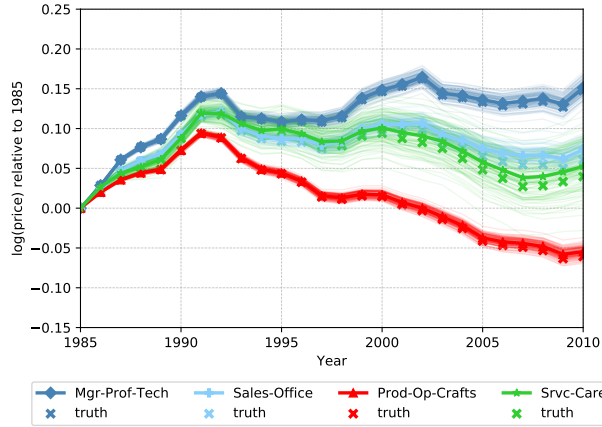 0.25
0.20
0.15
0.10
0.05
0.00
−0.05
−0.10
−0.15
log(price) relative to 1985
1985 1990 1995 2000 2005 2010
Year
Mgr-Prof-Tech Sales-Office Prod-Op-Crafts Srvc-Care
truth truth truth truth